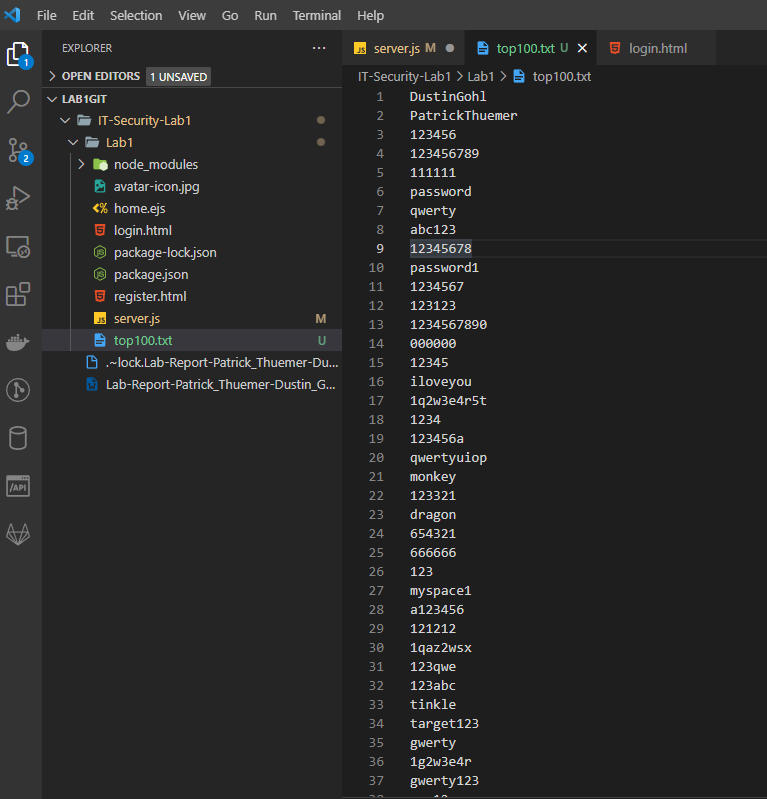 File Edit Selection View Go Run Terminal Help
EXPLORER ...
server.js M
top100.txt U
login.html
OPEN EDITORS 1 UNSAVED
IT-Security-Lab1 > Lab1 > top100.txt
LAB1GIT
IT-Security-Lab1
Lab1
node_modules
avatar-icon.jpg
home.ejs
login.html
package-lock.json
package.json
register.html
server.js M
top100.txt U
.~lock.Lab-Report-Patrick_Thuemer-Du...
Lab-Report-Patrick_Thuemer-Dustin_G...
1
2
/API
1 DustinGohl
2 PatrickThuemer
3 123456
4 123456789
5 111111
6 password
7 qwerty
8 abc123
9 12345678
10 password1
11 1234567
12 123123
13 1234567890
14 000000
15 12345
16 iloveyou
17 1q2w3e4r5t
18 1234
19 123456a
20 qwertyuiop
21 monkey
22 123321
23 dragon
24 654321
25 666666
26 123
27 myspace1
28 a123456
29 121212
30 1qaz2wsx
31 123qwe
32 123abc
33 tinkle
34 target123
35 gwerty
36 1g2w3e4r
37 gwerty123